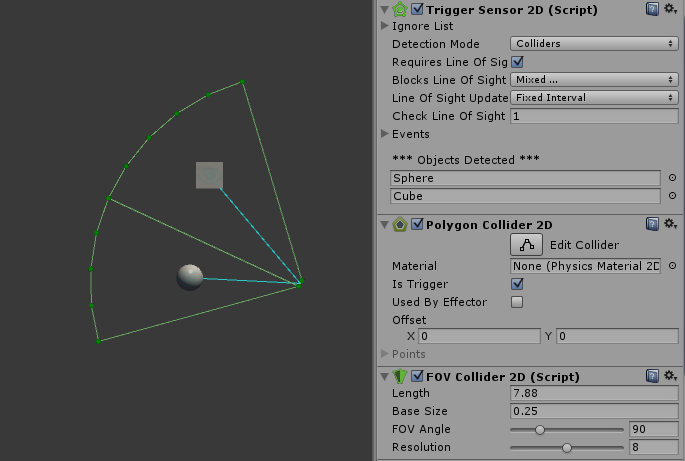 Trigger Sensor 2D (Script)
Ignore List
Detection Mode Colliders
Requires Line Of Sig
Blocks Line Of Sight Mixed ...
Line Of Sight Update Fixed Interval
Check Line Of Sight 1
Events
*** Objects Detected ***
Sphere
Cube
Polygon Collider 2D
Edit Collider
Material None (Physics Material 2D
Is Trigger
Used By Effector
Offset
X 0 Y 0
Points
FOV Collider 2D (Script)
Length 7.88
Base Size 0.25
FOV Angle 90
Resolution 8